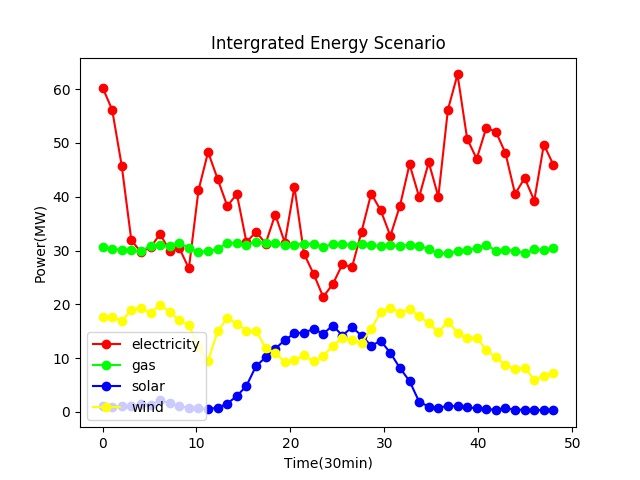 Intergrated Energy Scenario
Power(MW)
60
50
40
30
20
10
0
electricity
gas
solar
wind
0 10 20 30 40 50
Time(30min)